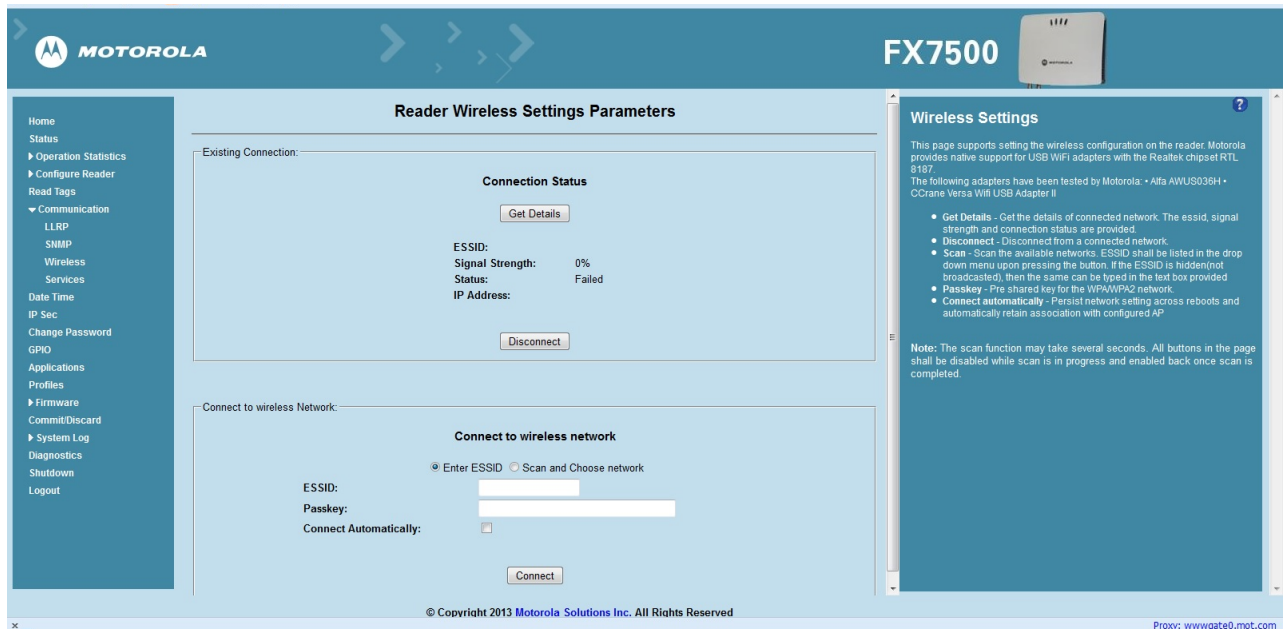 MOTOROLA
FX7500
MOTOROLA
Home
Status
Operation Statistics
Configure Reader
Read Tags
Communication
LLRP
SNMP
Wireless
Services
Date Time
IP Sec
Change Password
GPIO
Applications
Profiles
Firmware
Commit/Discard
System Log
Diagnostics
Shutdown
Logout
Reader Wireless Settings Parameters
Existing Connection:
Connection Status
Get Details
ESSID:
Signal Strength: 0%
Status: Failed
IP Address:
Disconnect
Connect to wireless Network:
Connect to wireless network
Enter ESSID Scan and Choose network
ESSID:
Passkey:
Connect Automatically:
Connect
?
Wireless Settings
This page supports setting the wireless configuration on the reader. Motorola
provides native support for USB WiFi adapters with the Realtek chipset RTL
8187.
The following adapters have been tested by Motorola: • Alfa AWUS036H •
CCrane Versa Wifi USB Adapter II
• Get Details - Get the details of connected network. The essid, signal
strength and connection status are provided.
• Disconnect - Disconnect from a connected network.
• Scan - Scan the available networks. ESSID shall be listed in the drop
down menu upon pressing the button. If the ESSID is hidden(not
broadcasted), then the same can be typed in the text box provided
• Passkey - Pre shared key for the WPA/WPA2 network.
• Connect automatically - Persist network setting across reboots and
automatically retain association with configured AP
Note: The scan function may take several seconds. All buttons in the page
shall be disabled while scan is in progress and enabled back once scan is
completed.
© Copyright 2013 Motorola Solutions Inc. All Rights Reserved
x
Proxy: wwwgate0.mot.com